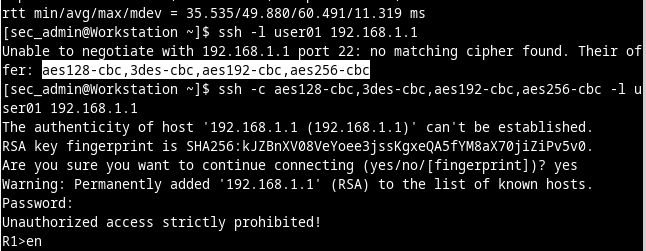 rtt min/avg/max/mdev = 35.535/49.880/60.491/11.319 ms
[sec_admin@Workstation ~]$ ssh -l user01 192.168.1.1
Unable to negotiate with 192.168.1.1 port 22: no matching cipher found. Their of
fer: aes128-cbc,3des-cbc,aes192-cbc,aes256-cbc
[sec_admin@Workstation ~]$ ssh -c aes128-cbc,3des-cbc,aes192-cbc,aes256-cbc -l u
ser01 192.168.1.1
The authenticity of host '192.168.1.1 (192.168.1.1)' can't be established.
RSA key fingerprint is SHA256:kJZBnXV08VeYoee3jssKgxeQA5fYM8aX70jiZiPv5v0.
Are you sure you want to continue connecting (yes/no/[fingerprint])? yes
Warning: Permanently added '192.168.1.1' (RSA) to the list of known hosts.
Password:
Unauthorized access strictly prohibited!
R1>en